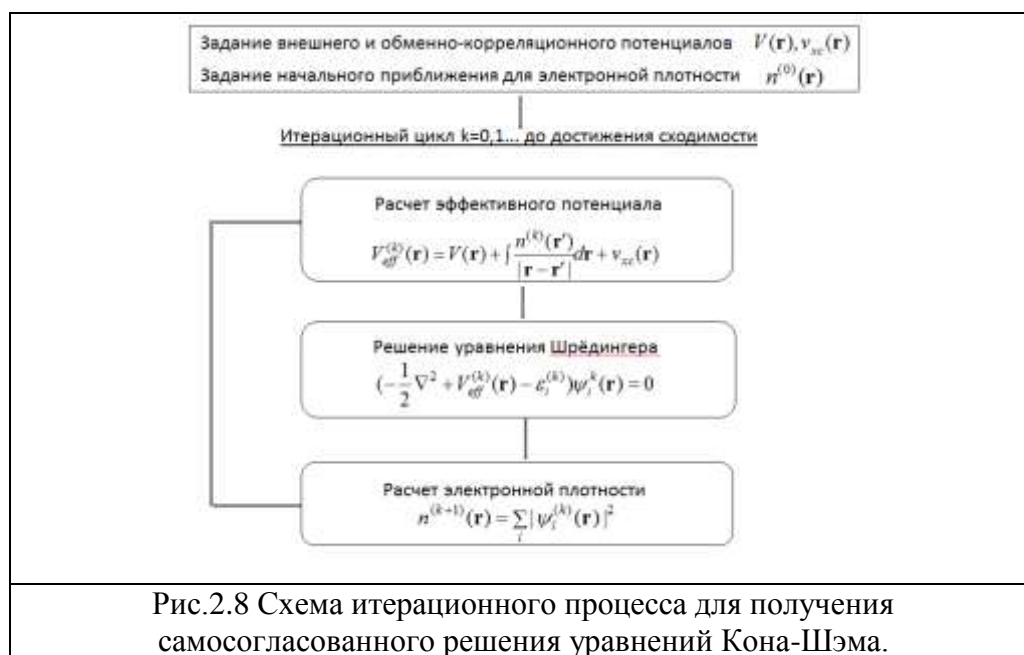 Задание внешнего и обменно-корреляционного потенциалов V(r), v_xc(r)
Задание начального приближения для электронной плотности n^(0)(r)
Итерационный цикл k=0,1... до достижения сходимости
Расчет эффективного потенциала
V_eff^(k)(r) = V(r) + ∫ n^(k)(r′) / |r − r′| dr + v_xc(r)
Решение уравнения Шрёдингера
(−1/2 ∇² + V_eff^(k)(r) − ε_i^(k))ψ_i^k(r) = 0
Расчет электронной плотности
n^(k+1)(r) = ∑_i |ψ_i^(k)(r)|²
Рис.2.8 Схема итерационного процесса для получения
самосогласованного решения уравнений Кона-Шэма.